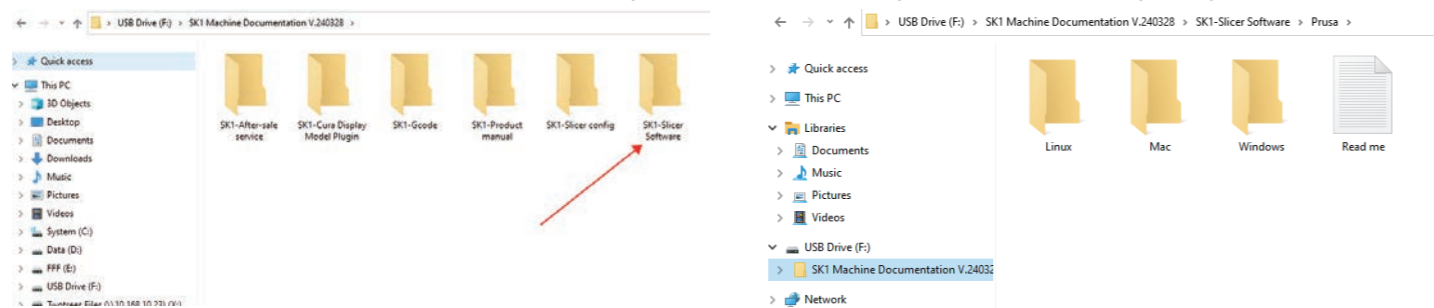 USB Drive (F:) > SK1 Machine Documentation V.240328 >
Quick access
This PC
3D Objects
Desktop
Documents
Downloads
Music
Pictures
Videos
System (C:)
Data (D:)
FFF (E:)
USB Drive (F:)
SK1-After-sale service
SK1-Cura Display Model Plugin
SK1-Gcode
SK1-Product manual
SK1-Slicer config
SK1-Slicer Software
USB Drive (F:) > SK1 Machine Documentation V.240328 > SK1-Slicer Software > Prusa >
Quick access
This PC
Libraries
Documents
Music
Pictures
Videos
USB Drive (F:)
SK1 Machine Documentation V.24032
Network
Linux
Mac
Windows
Read me